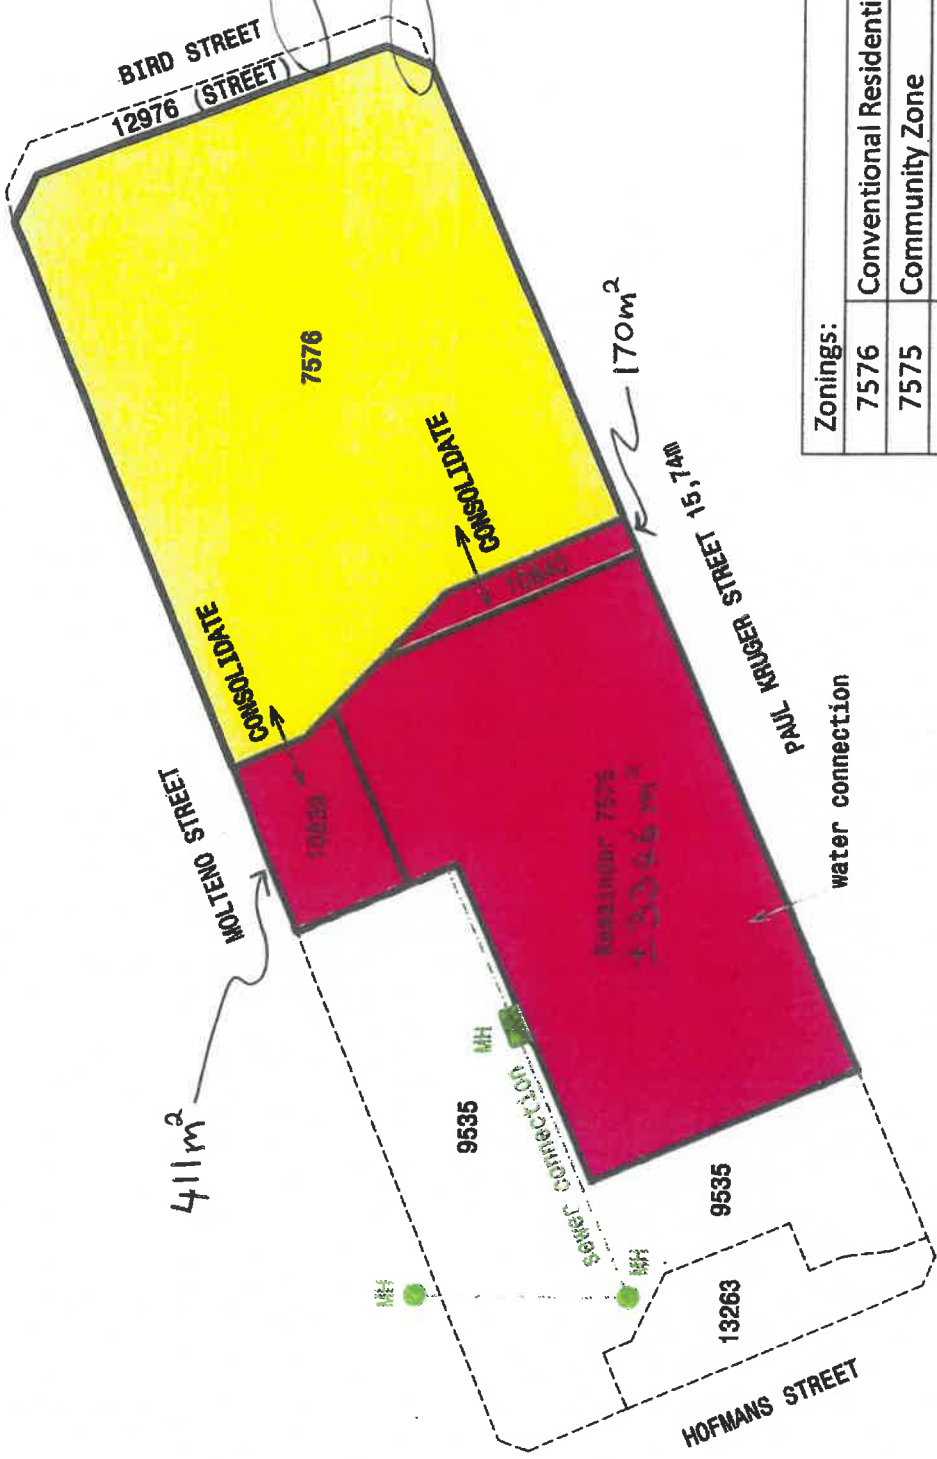 BIRD STREET
12976 (STREET)
7576
170m²
CONSOLIDATE
CONSOLIDATE
10840
10839
MOLTENO STREET
411m²
PAUL KRUGER STREET 15,74m
Remainder 7575
water connection
MH
Sewer Connection
9535
MH
MH
9535
13263
HOFMANS STREET
Zonings:
7576 Conventional Residenti
7575 Community Zone